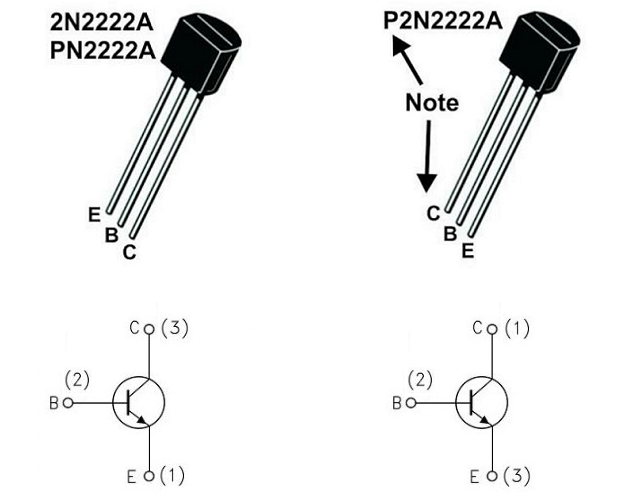 2N2222A
PN2222A
E
B
C
P2N2222A
Note
C
B
E
C (3)
(2)
B
E (1)
C (1)
(2)
B
E (3)